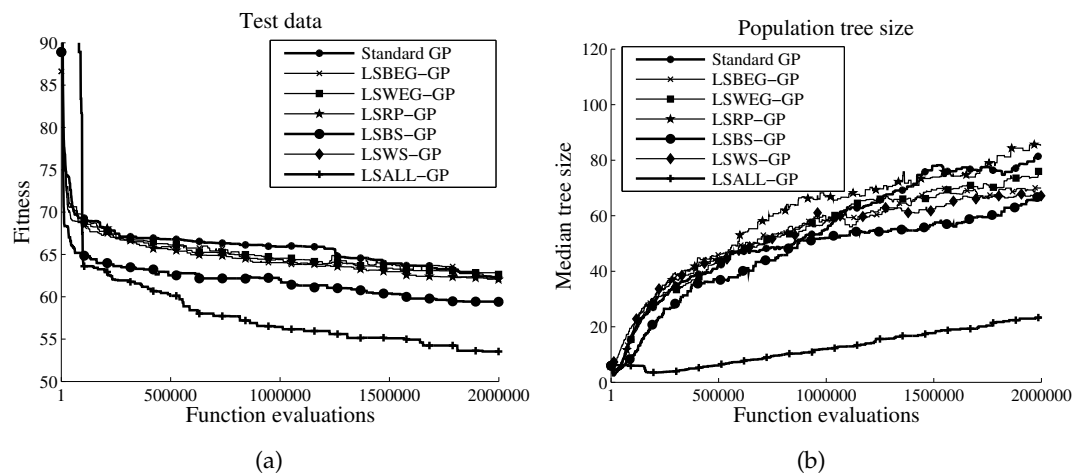 Test data
90
85
80
75
70
65
60
55
50
Fitness
Standard GP
LSBEG−GP
LSWEG−GP
LSRP−GP
LSBS−GP
LSWS−GP
LSALL−GP
1
500000
1000000
1500000
2000000
Function evaluations
(a)
Population tree size
120
100
80
60
40
20
0
Median tree size
Standard GP
LSBEG−GP
LSWEG−GP
LSRP−GP
LSBS−GP
LSWS−GP
LSALL−GP
1
500000
1000000
1500000
2000000
Function evaluations
(b)